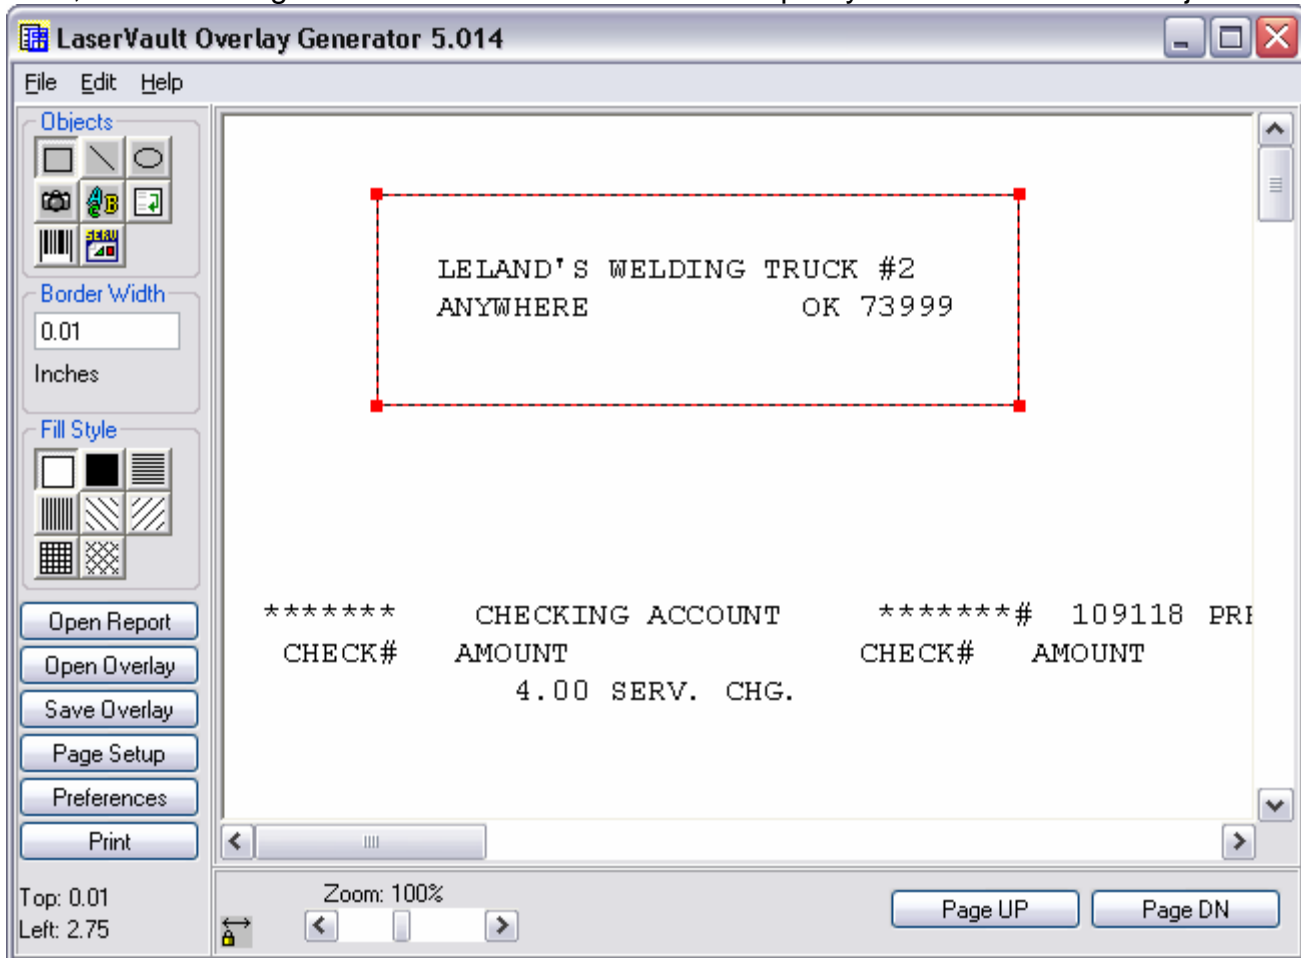 LaserVault Overlay Generator 5.014
File Edit Help
Objects
SERV
Border Width
0.01
Inches
Fill Style
Open Report
Open Overlay
Save Overlay
Page Setup
Preferences
Print
Top: 0.01
Left: 2.75
LELAND'S WELDING TRUCK #2
ANYWHERE OK 73999
******* CHECKING ACCOUNT *******# 109118
CHECK# AMOUNT CHECK# AMOUNT
4.00 SERV. CHG.
Zoom: 100%
Page UP Page DN